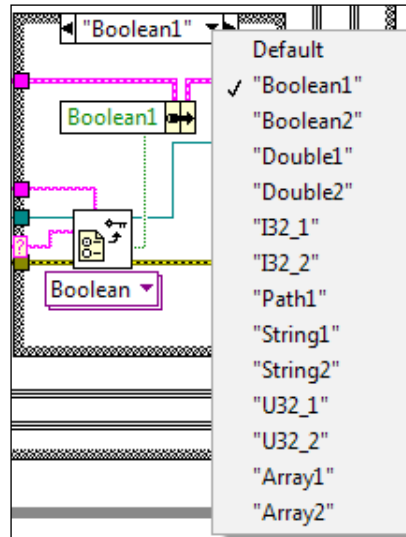 "Boolean1"
Default
"Boolean1"
Boolean1
"Boolean2"
"Double1"
"Double2"
"I32_1"
"I32_2"
?
Boolean
"Path1"
"String1"
"String2"
"U32_1"
"U32_2"
"Array1"
"Array2"